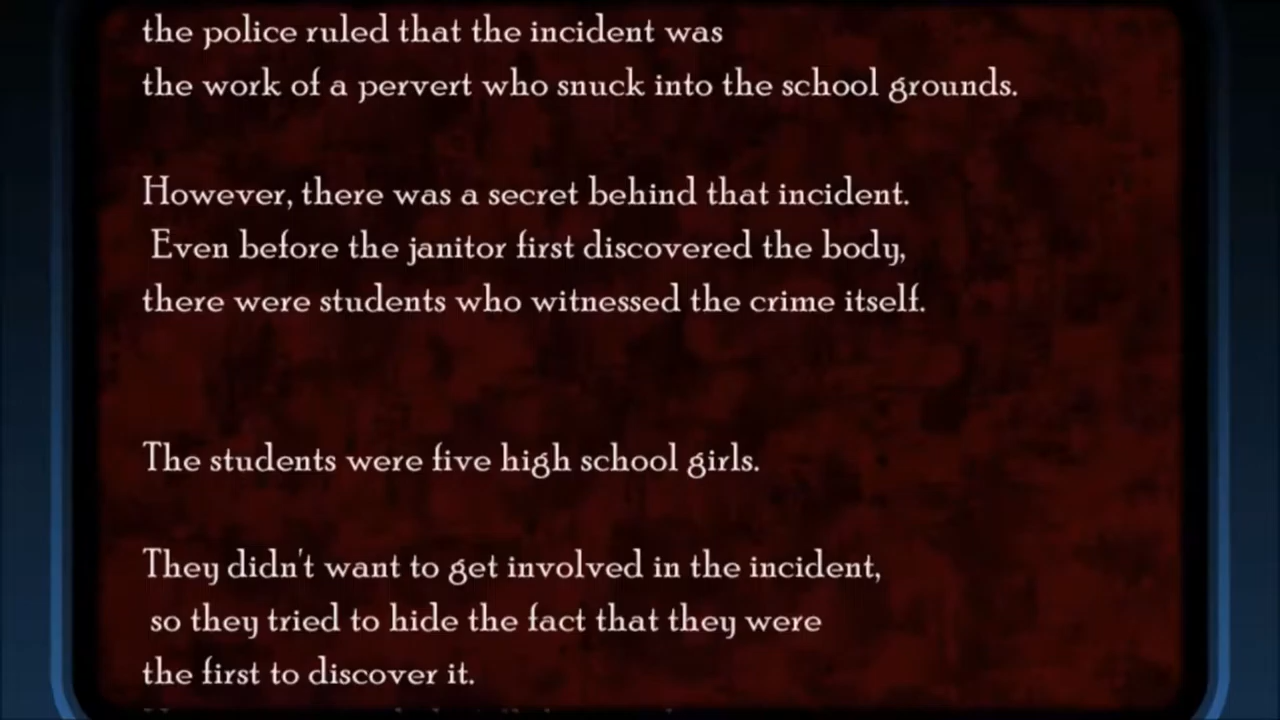 the police ruled that the incident was
the work of a pervert who snuck into the school grounds.
However, there was a secret behind that incident.
Even before the janitor first discovered the body,
there were students who witnessed the crime itself.
The students were five high school girls.
They didn't want to get involved in the incident,
so they tried to hide the fact that they were
the first to discover it.